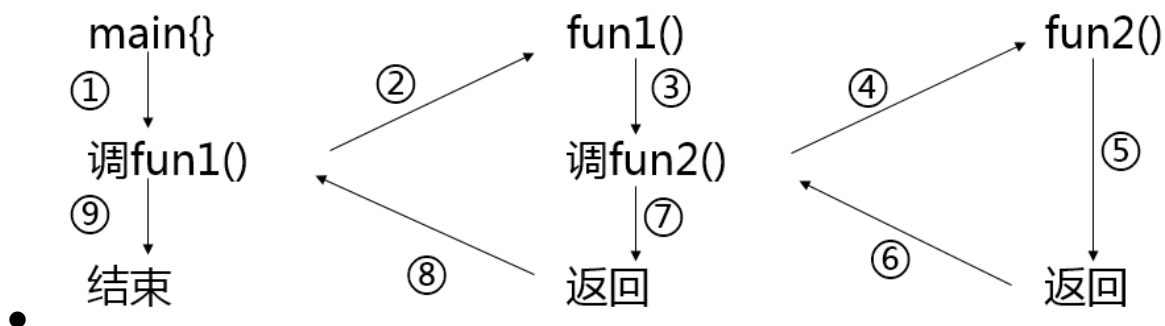 main{} fun1() fun2()
① ② ③ ④
调fun1() 调fun2() ⑤
⑨ ⑦
⑧ ⑥
结束 返回 返回